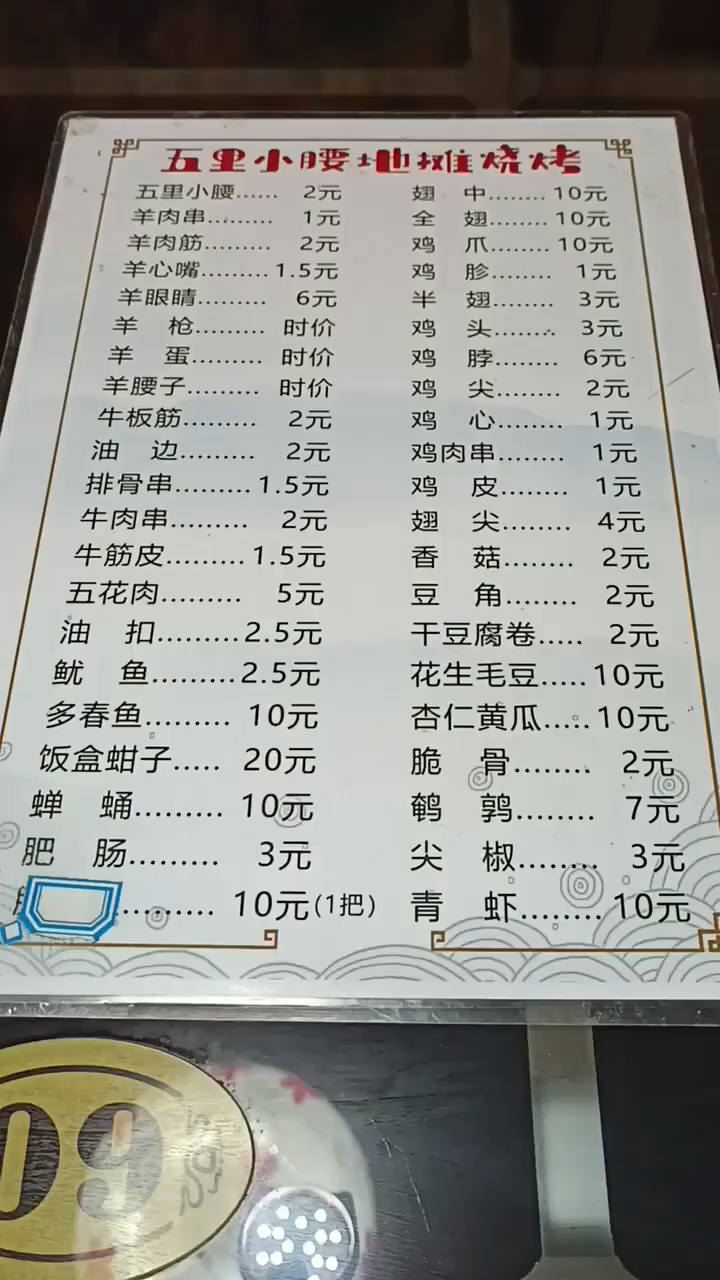 五里小腰地摊烧烤
五里小腰...... 2元
羊肉串......... 1元
羊肉筋......... 2元
羊心嘴......... 1.5元
羊眼睛......... 6元
羊 枪......... 时价
羊 蛋......... 时价
羊腰子......... 时价
牛板筋......... 2元
油 边......... 2元
排骨串......... 1.5元
牛肉串......... 2元
牛筋皮......... 1.5元
五花肉......... 5元
油 扣......... 2.5元
鱿 鱼......... 2.5元
多春鱼......... 10元
饭盒蚶子..... 20元
蝉 蛹......... 10元
肥 肠......... 3元
......... 10元(1把)
翅 中........ 10元
全 翅........ 10元
鸡 爪........ 10元
鸡 胗........ 1元
半 翅........ 3元
鸡 头........ 3元
鸡 脖........ 6元
鸡 尖........ 2元
鸡 心........ 1元
鸡肉串........ 1元
鸡 皮........ 1元
翅 尖........ 4元
香 菇........ 2元
豆 角........ 2元
干豆腐卷..... 2元
花生毛豆..... 10元
杏仁黄瓜..... 10元
脆 骨........ 2元
鹌 鹑........ 7元
尖 椒........ 3元
青 虾........ 10元
09